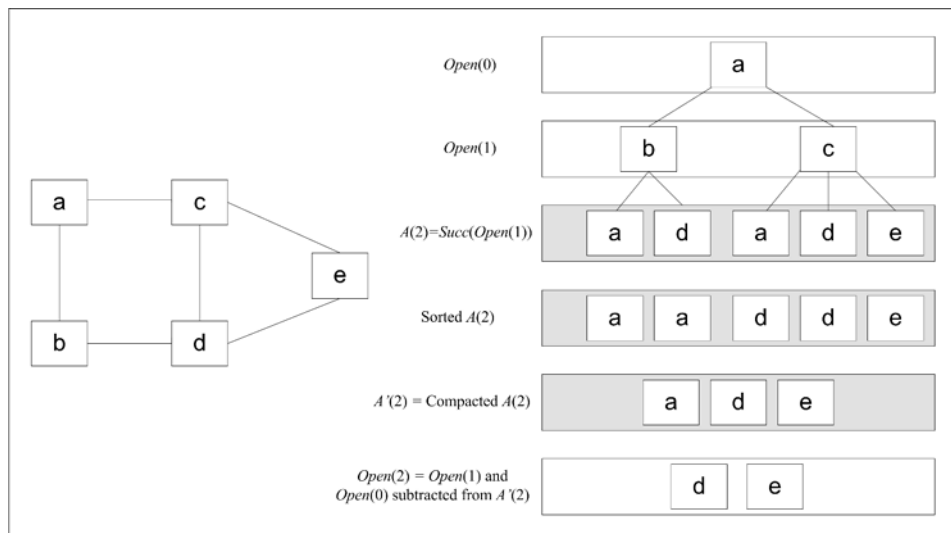 a
c
e
b
d
Open(0)
a
Open(1)
b
c
A(2)=Succ(Open(1))
a
d
a
d
e
Sorted A(2)
a
a
d
d
e
A'(2) = Compacted A(2)
a
d
e
Open(2) = Open(1) and
Open(0) subtracted from A'(2)
d
e